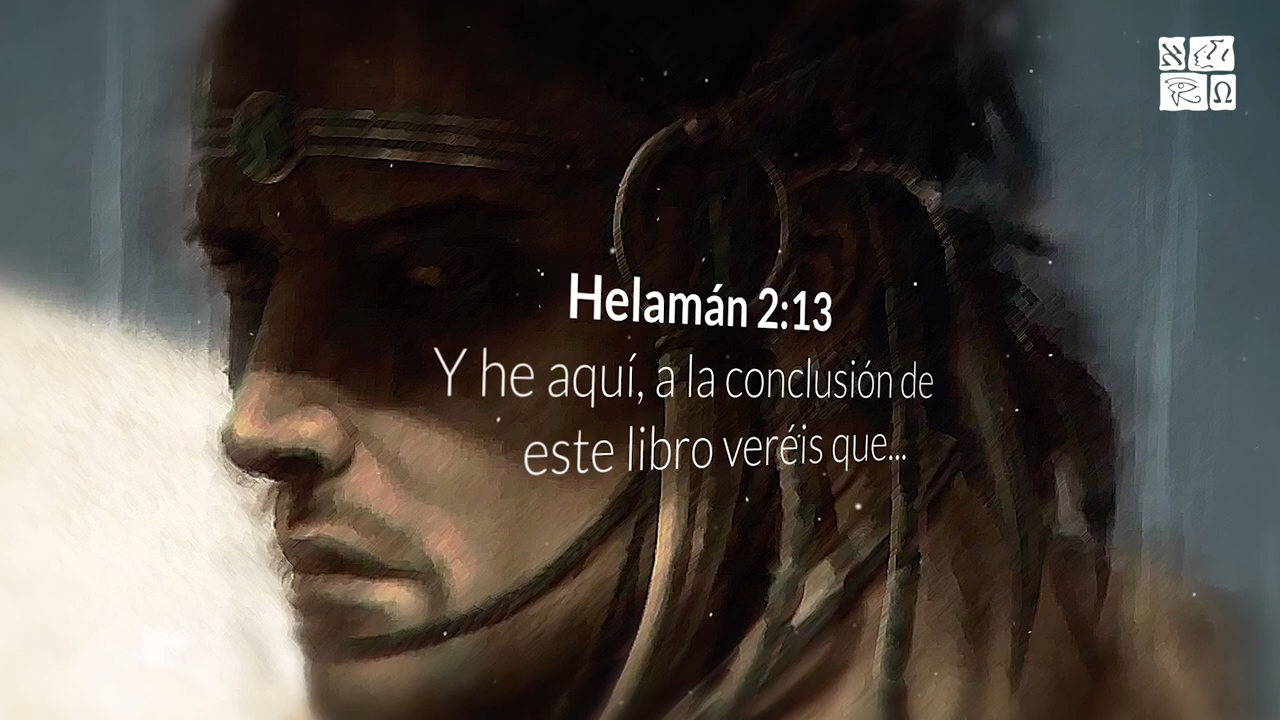 Helamán 2:13
Y he aquí, a la conclusión de
este libro veréis que...